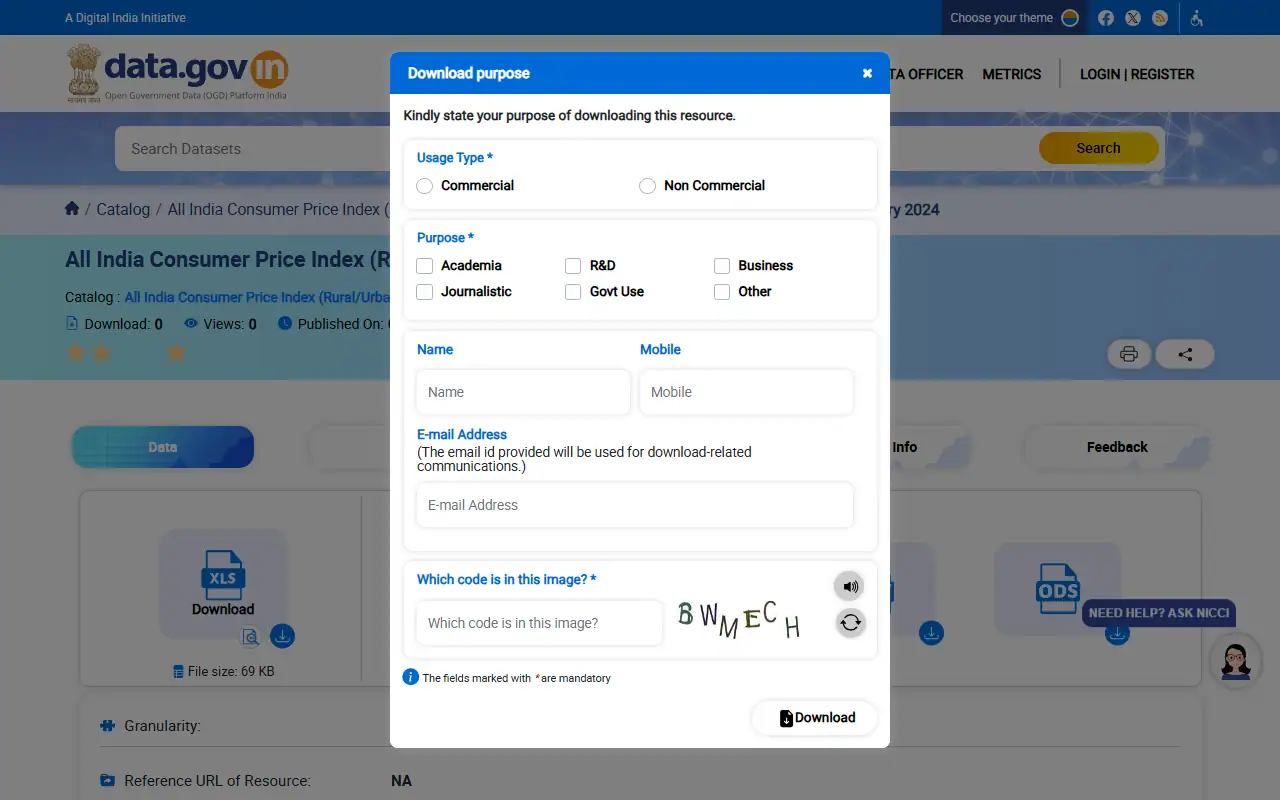 A Digital India Initiative
Choose your theme
data.gov in
Open Government Data (OGD) Platform India
TA OFFICER METRICS LOGIN | REGISTER
Search Datasets
Search
/ Catalog / All India Consumer Price Index (
ry 2024
All India Consumer Price Index (R
Catalog : All India Consumer Price Index (Rural/Urba
Download: 0 Views: 0 Published On:
Data
Info
Feedback
XLS
Download
File size: 69 KB
ODS
NEED HELP? ASK NICCI
Granularity:
Reference URL of Resource: NA
Download purpose
Kindly state your purpose of downloading this resource.
Usage Type *
Commercial Non Commercial
Purpose *
Academia R&D Business
Journalistic Govt Use Other
Name Mobile
Name Mobile
E-mail Address
(The email id provided will be used for download-related
communications.)
E-mail Address
Which code is in this image? *
Which code is in this image? BWMECH
The fields marked with * are mandatory
Download